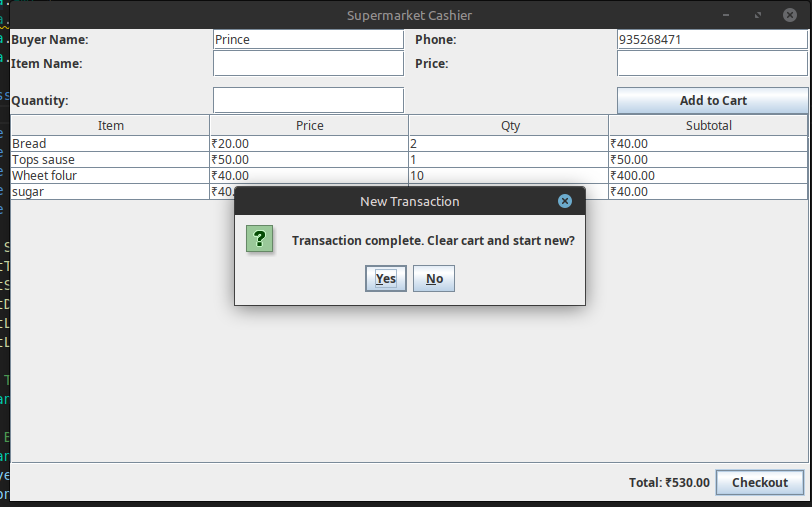 Supermarket Cashier
Buyer Name: Prince Phone: 935268471
Item Name: Price:
Quantity: Add to Cart
Item Price Qty Subtotal
Bread ₹20.00 2 ₹40.00
Tops sause ₹50.00 1 ₹50.00
Wheet folur ₹40.00 10 ₹400.00
sugar ₹40. ₹40.00
New Transaction
Transaction complete. Clear cart and start new?
Yes No
Total: ₹530.00 Checkout